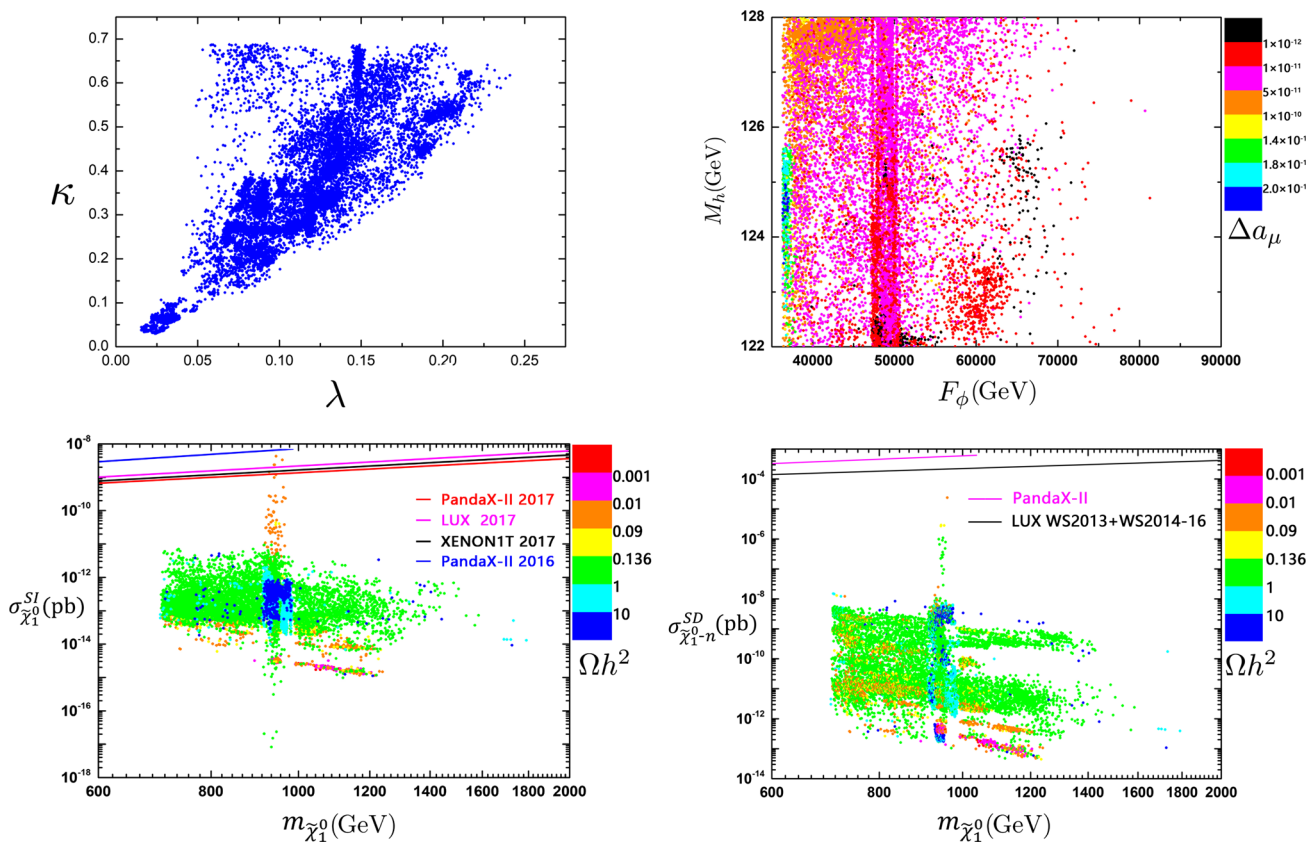 0.7
0.6
0.5
0.4
0.3
0.2
0.1
0.0
κ
0.00 0.05 0.10 0.15 0.20 0.25
λ
128
126
124
122
M_h(GeV)
40000 50000 60000 70000 80000 90000
F_ϕ(GeV)
1×10^-12
1×10^-11
5×10^-11
1×10^-10
1.4×10^-1
1.8×10^-1
2.0×10^-1
Δa_μ
10^-8
10^-10
10^-12
10^-14
10^-16
10^-18
σ^SI_χ̃^0_1(pb)
PandaX-II 2017
LUX 2017
XENON1T 2017
PandaX-II 2016
600 800 1000 1200 1400 1600 1800 2000
m_χ̃^0_1(GeV)
0.001
0.01
0.09
0.136
1
10
Ωh^2
10^-4
10^-6
10^-8
10^-10
10^-12
10^-14
σ^SD_χ̃^0_1-n(pb)
PandaX-II
LUX WS2013+WS2014-16
600 800 1000 1200 1400 1600 1800 2000
m_χ̃^0_1(GeV)
0.001
0.01
0.09
0.136
1
10
Ωh^2